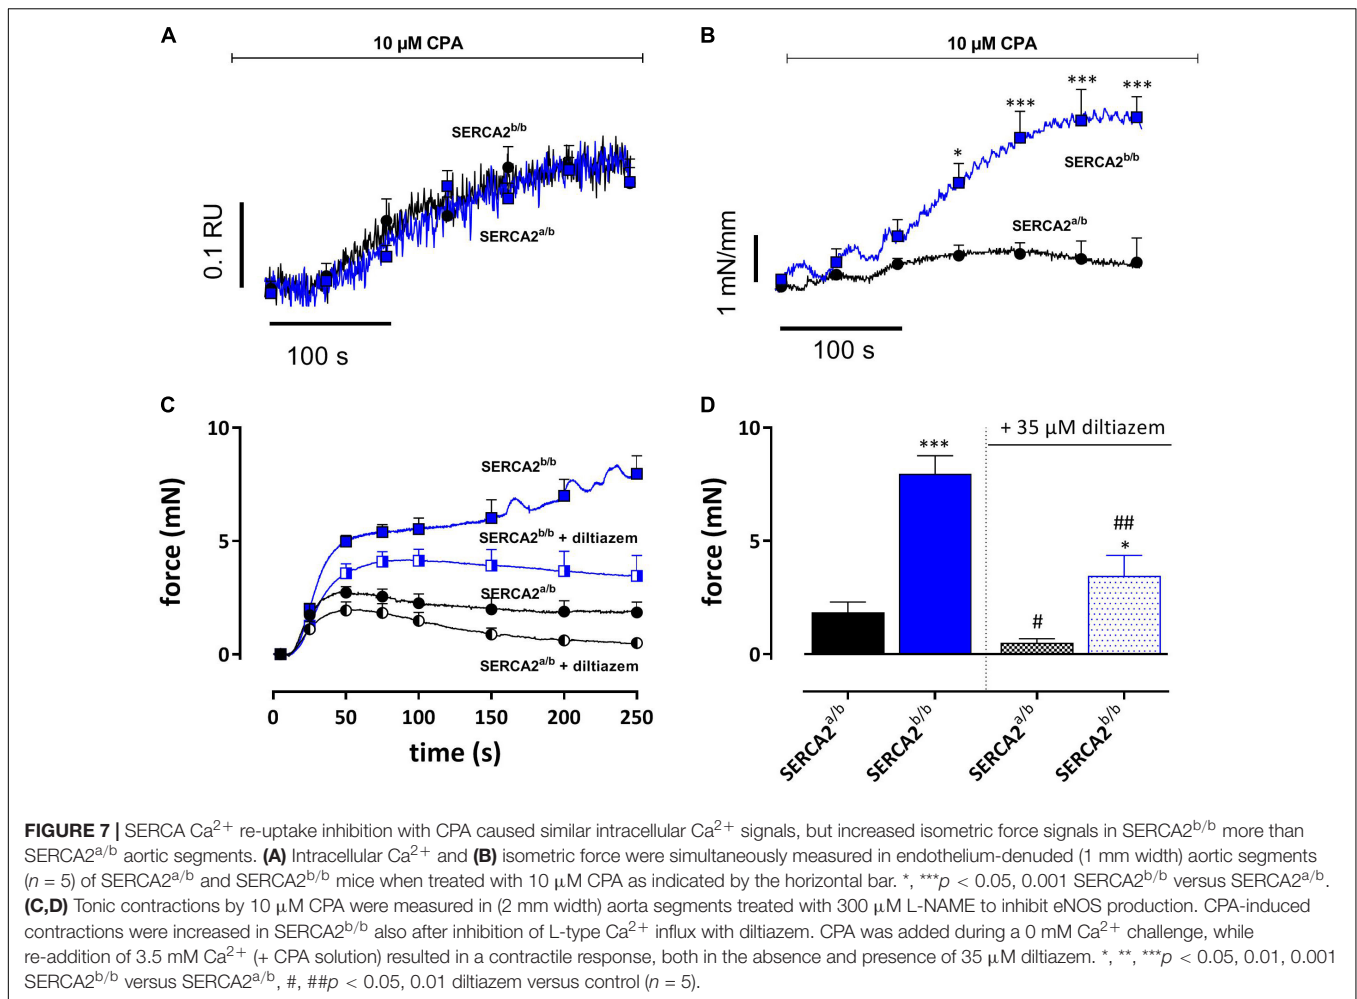 A
10 µM CPA
SERCA2b/b
SERCA2a/b
0.1 RU
100 s
B
10 µM CPA
*
***
***
***
SERCA2b/b
SERCA2a/b
1 mN/mm
100 s
C
10
5
0
force (mN)
SERCA2b/b
SERCA2b/b + diltiazem
SERCA2a/b
SERCA2a/b + diltiazem
0 50 100 150 200 250
time (s)
D
+ 35 µM diltiazem
10
5
0
force (mN)
***
#
##
*
SERCA2a/b
SERCA2b/b
SERCA2a/b
SERCA2b/b
FIGURE 7 | SERCA Ca2+ re-uptake inhibition with CPA caused similar intracellular Ca2+ signals, but increased isometric force signals in SERCA2b/b more than
SERCA2a/b aortic segments. (A) Intracellular Ca2+ and (B) isometric force were simultaneously measured in endothelium-denuded (1 mm width) aortic segments
(n = 5) of SERCA2a/b and SERCA2b/b mice when treated with 10 µM CPA as indicated by the horizontal bar. *, ***p < 0.05, 0.001 SERCA2b/b versus SERCA2a/b.
(C,D) Tonic contractions by 10 µM CPA were measured in (2 mm width) aorta segments treated with 300 µM L-NAME to inhibit eNOS production. CPA-induced
contractions were increased in SERCA2b/b also after inhibition of L-type Ca2+ influx with diltiazem. CPA was added during a 0 mM Ca2+ challenge, while
re-addition of 3.5 mM Ca2+ (+ CPA solution) resulted in a contractile response, both in the absence and presence of 35 µM diltiazem. *, **, ***p < 0.05, 0.01, 0.001
SERCA2b/b versus SERCA2a/b, #, ##p < 0.05, 0.01 diltiazem versus control (n = 5).